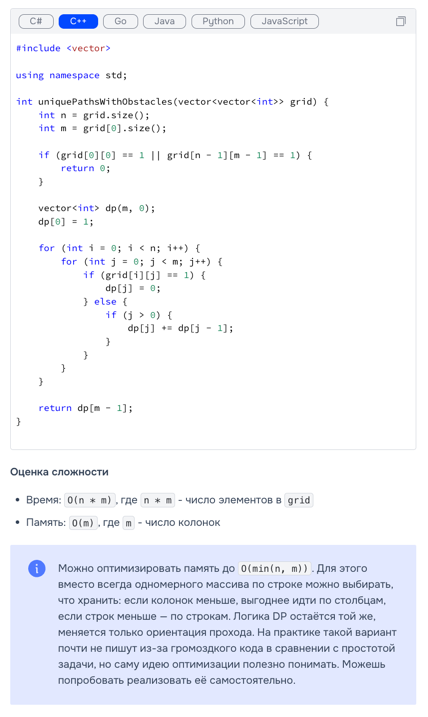 C# C++ Go Java Python JavaScript
#include <vector>
using namespace std;
int uniquePathsWithObstacles(vector<vector<int>> grid) {
    int n = grid.size();
    int m = grid[0].size();
    if (grid[0][0] == 1 || grid[n - 1][m - 1] == 1) {
        return 0;
    }
    vector<int> dp(m, 0);
    dp[0] = 1;
    for (int i = 0; i < n; i++) {
        for (int j = 0; j < m; j++) {
            if (grid[i][j] == 1) {
                dp[j] = 0;
            } else {
                if (j > 0) {
                    dp[j] += dp[j - 1];
                }
            }
        }
    }
    return dp[m - 1];
}
Оценка сложности
• Время: O(n * m), где n * m - число элементов в grid
• Память: O(m), где m - число колонок
Можно оптимизировать память до O(min(n, m)). Для этого
вместо всегда одномерного массива по строке можно выбирать,
что хранить: если колонок меньше, выгоднее идти по столбцам,
если строк меньше — по строкам. Логика DP остаётся той же,
меняется только ориентация прохода. На практике такой вариант
почти не пишут из-за громоздкого кода в сравнении с простотой
задачи, но саму идею оптимизации полезно понимать. Можешь
попробовать реализовать её самостоятельно.